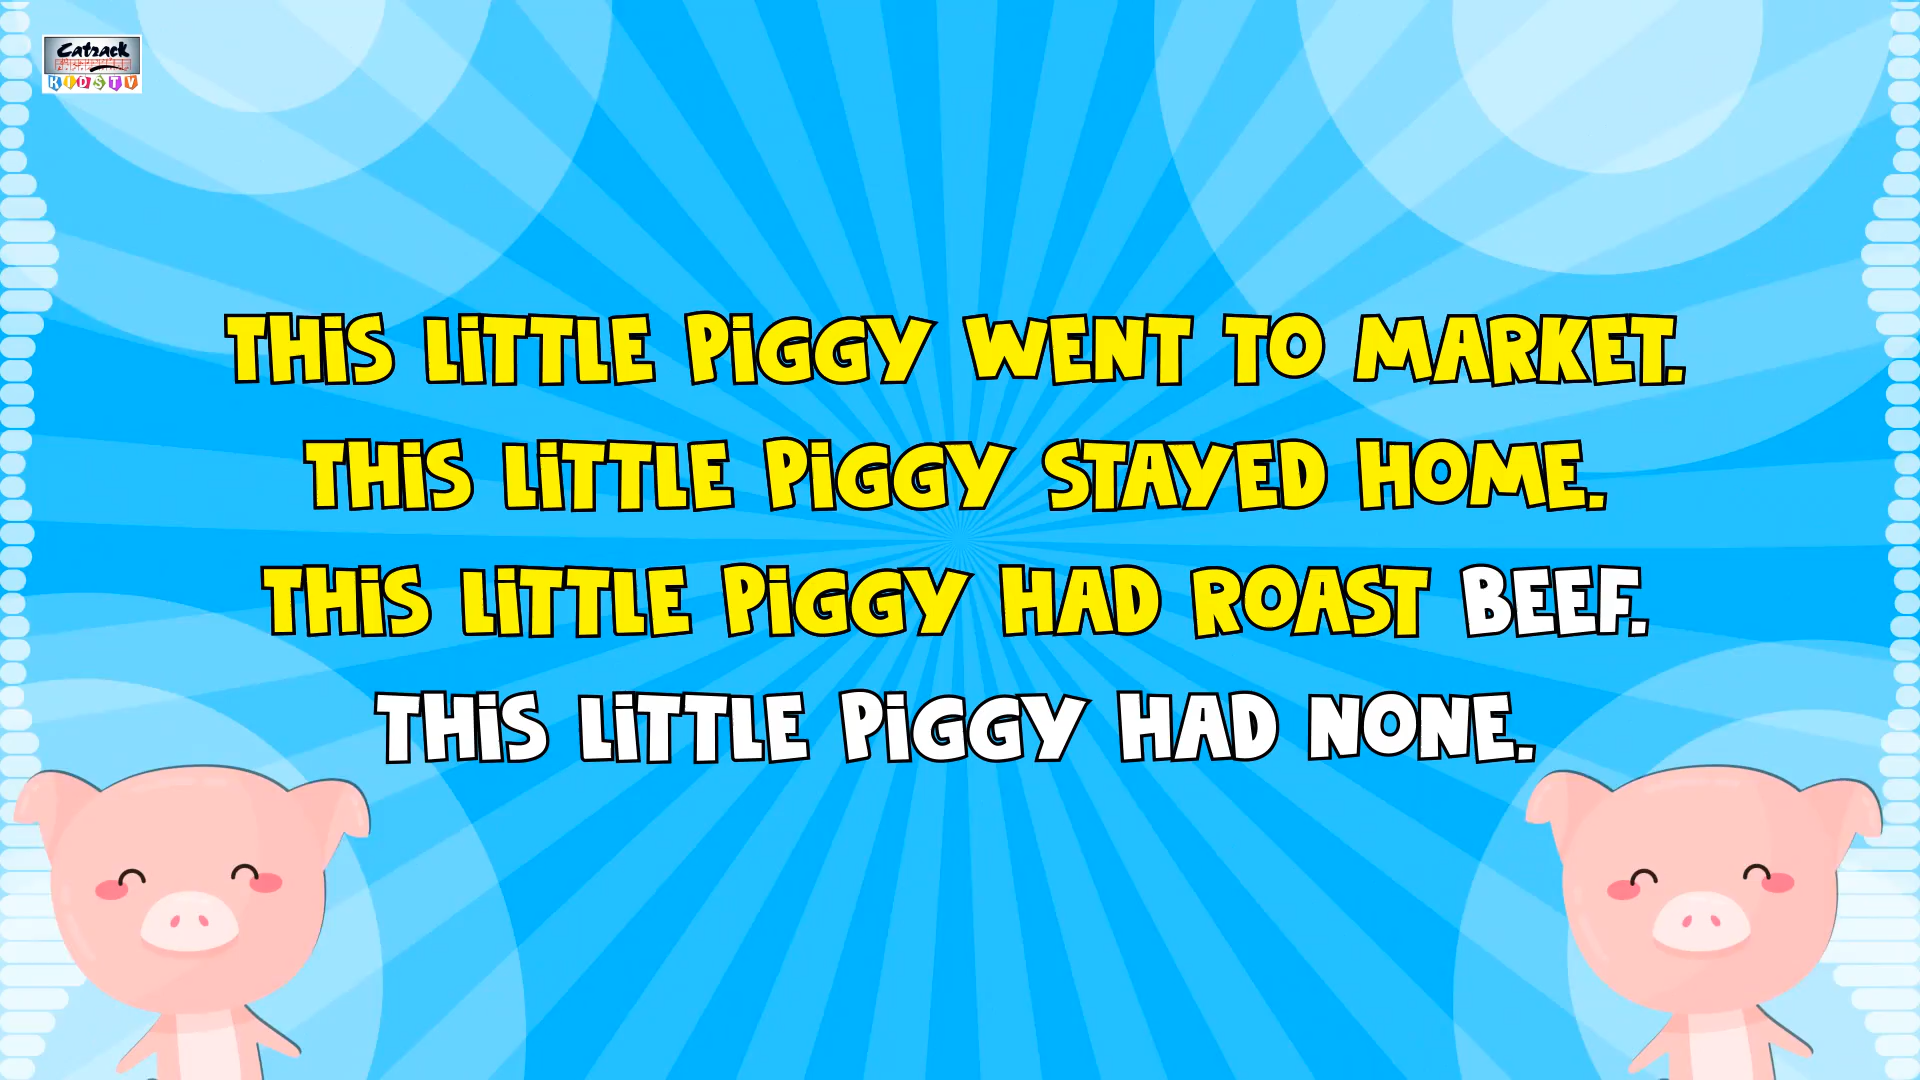 Catrack
KIDS TV
THiS LiTTLE PiGGY WENT TO MARKET.
THiS LiTTLE PiGGY STAYED HOME.
THiS LiTTLE PiGGY HAD ROAST BEEF.
THiS LiTTLE PiGGY HAD NONE.